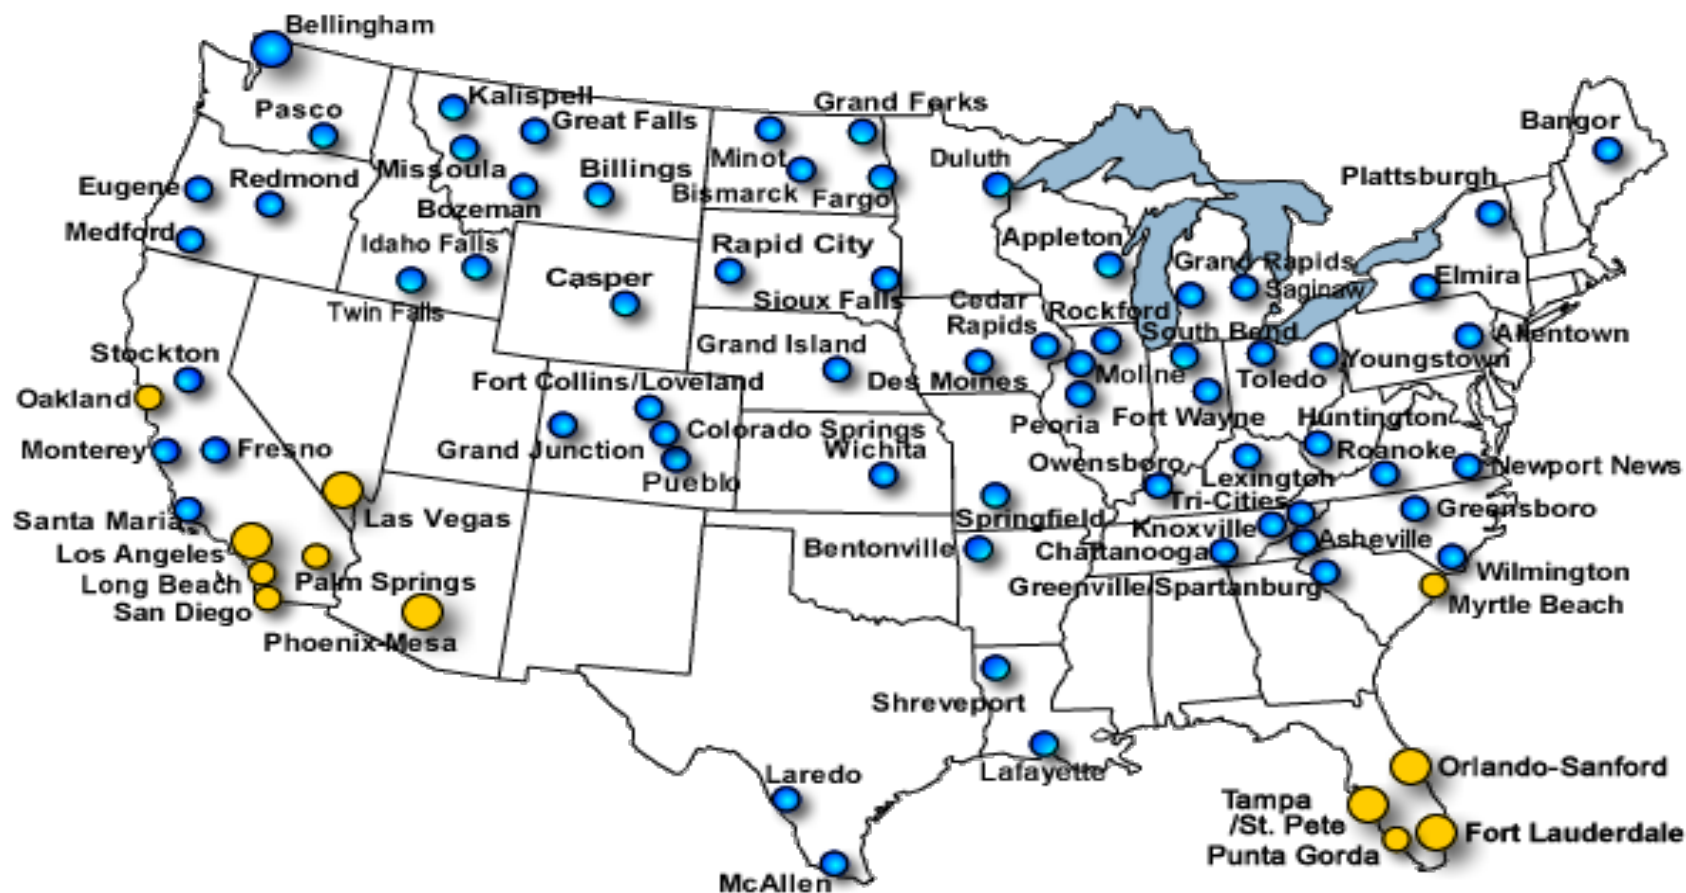 Bellingham
Kalispell
Grand Forks
Pasco
Great Falls
Bangor
Minot
Duluth
Missoula
Billings
Plattsburgh
Eugene
Redmond
Bismarck
Fargo
Bozeman
Medford
Idaho Falls
Rapid City
Appleton
Grand Rapids
Elmira
Casper
Saginaw
Twin Falls
Sioux Falls
Cedar
Rapids
Rockford
South Bend
Allentown
Stockton
Grand Island
Youngstown
Fort Collins/Loveland
Des Moines
Moline
Toledo
Oakland
Peoria
Fort Wayne
Huntington
Monterey
Fresno
Grand Junction
Colorado Springs
Wichita
Roanoke
Owensboro
Lexington
Newport News
Pueblo
Tri-Cities
Santa Maria
Las Vegas
Springfield
Knoxville
Greensboro
Los Angeles
Bentonville
Chattanooga
Asheville
Long Beach
Palm Springs
Greenville/Spartanburg
Wilmington
San Diego
Myrtle Beach
Phoenix-Mesa
Shreveport
Laredo
Lafayette
Orlando-Sanford
Tampa
/St. Pete
Fort Lauderdale
Punta Gorda
McAllen